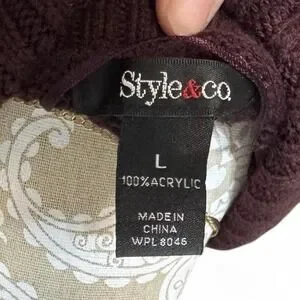 Style&co.
L
100% ACRYLIC
MADE IN
CHINA
WPL 8046